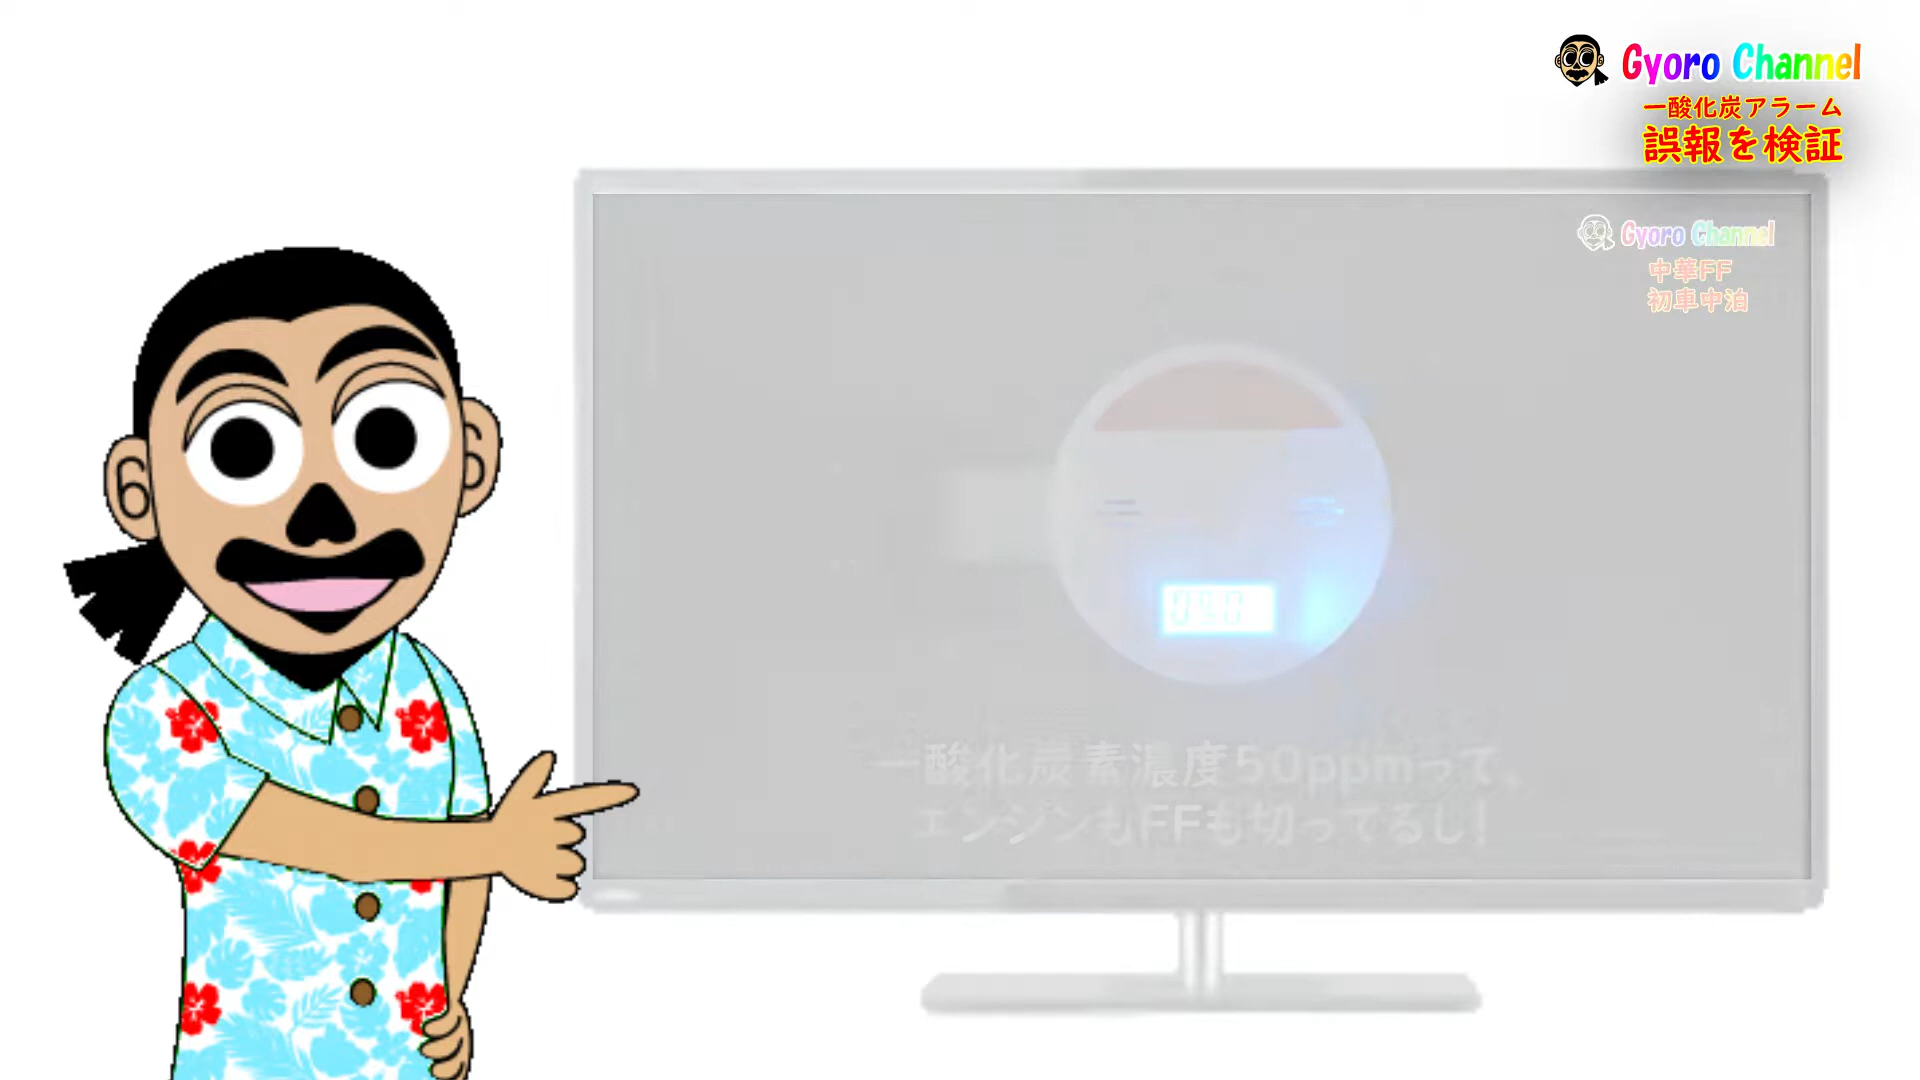 Gyoro Channel
一酸化炭アラーム
誤報を検証
Gyoro Channel
中華FF
初車中泊
一酸化炭素濃度50ppmって、
エンジンもFFも切ってるし!